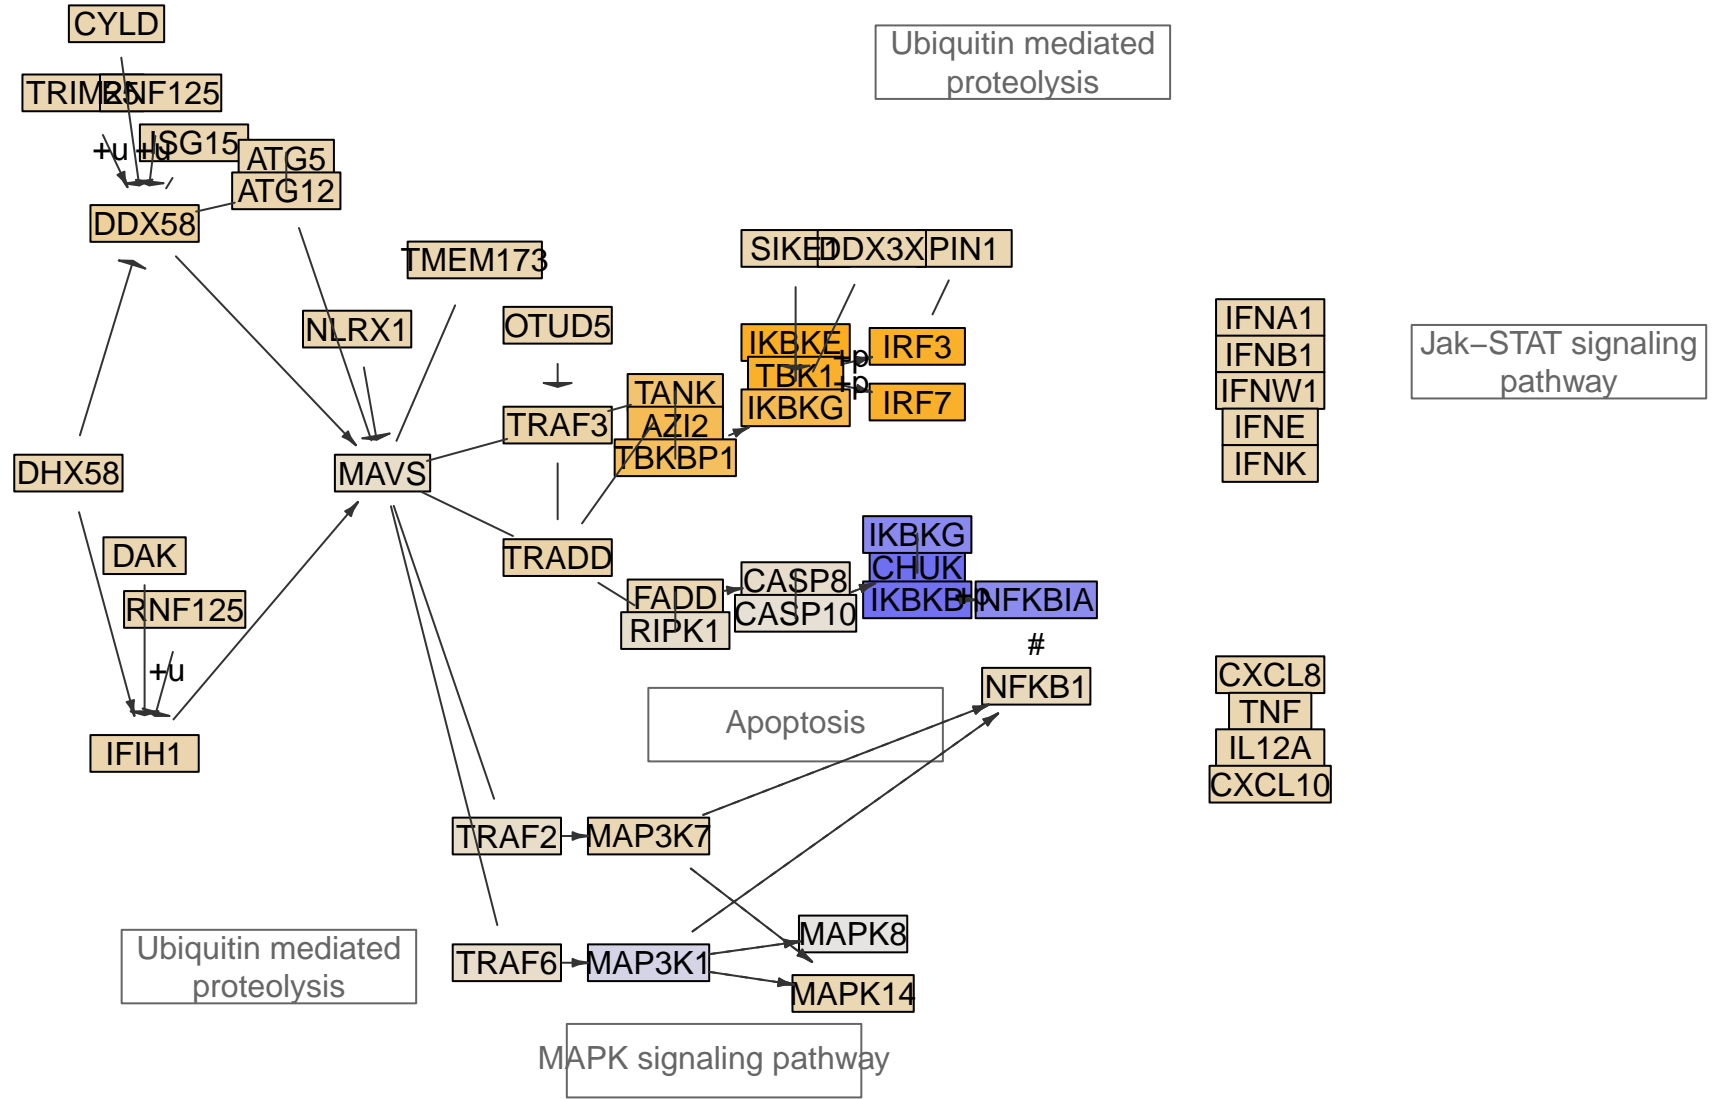 CYLD
Ubiquitin mediated
proteolysis
TRIM25
RNF125
ISG15
+u
+u
ATG5
ATG12
DDX58
TMEM173
SIKE1
DDX3X
PIN1
NLRX1
OTUD5
IKBKE
TBK1
IKBKG
+p
+p
IRF3
IRF7
IFNA1
IFNB1
IFNW1
IFNE
IFNK
Jak−STAT signaling
pathway
TANK
AZI2
TBKBP1
TRAF3
DHX58
MAVS
DAK
RNF125
+u
IFIH1
TRADD
FADD
RIPK1
CASP8
CASP10
IKBKG
CHUK
IKBKB
+p
NFKBIA
#
NFKB1
Apoptosis
CXCL8
TNF
IL12A
CXCL10
TRAF2
MAP3K7
TRAF6
MAP3K1
MAPK8
MAPK14
Ubiquitin mediated
proteolysis
MAPK signaling pathway